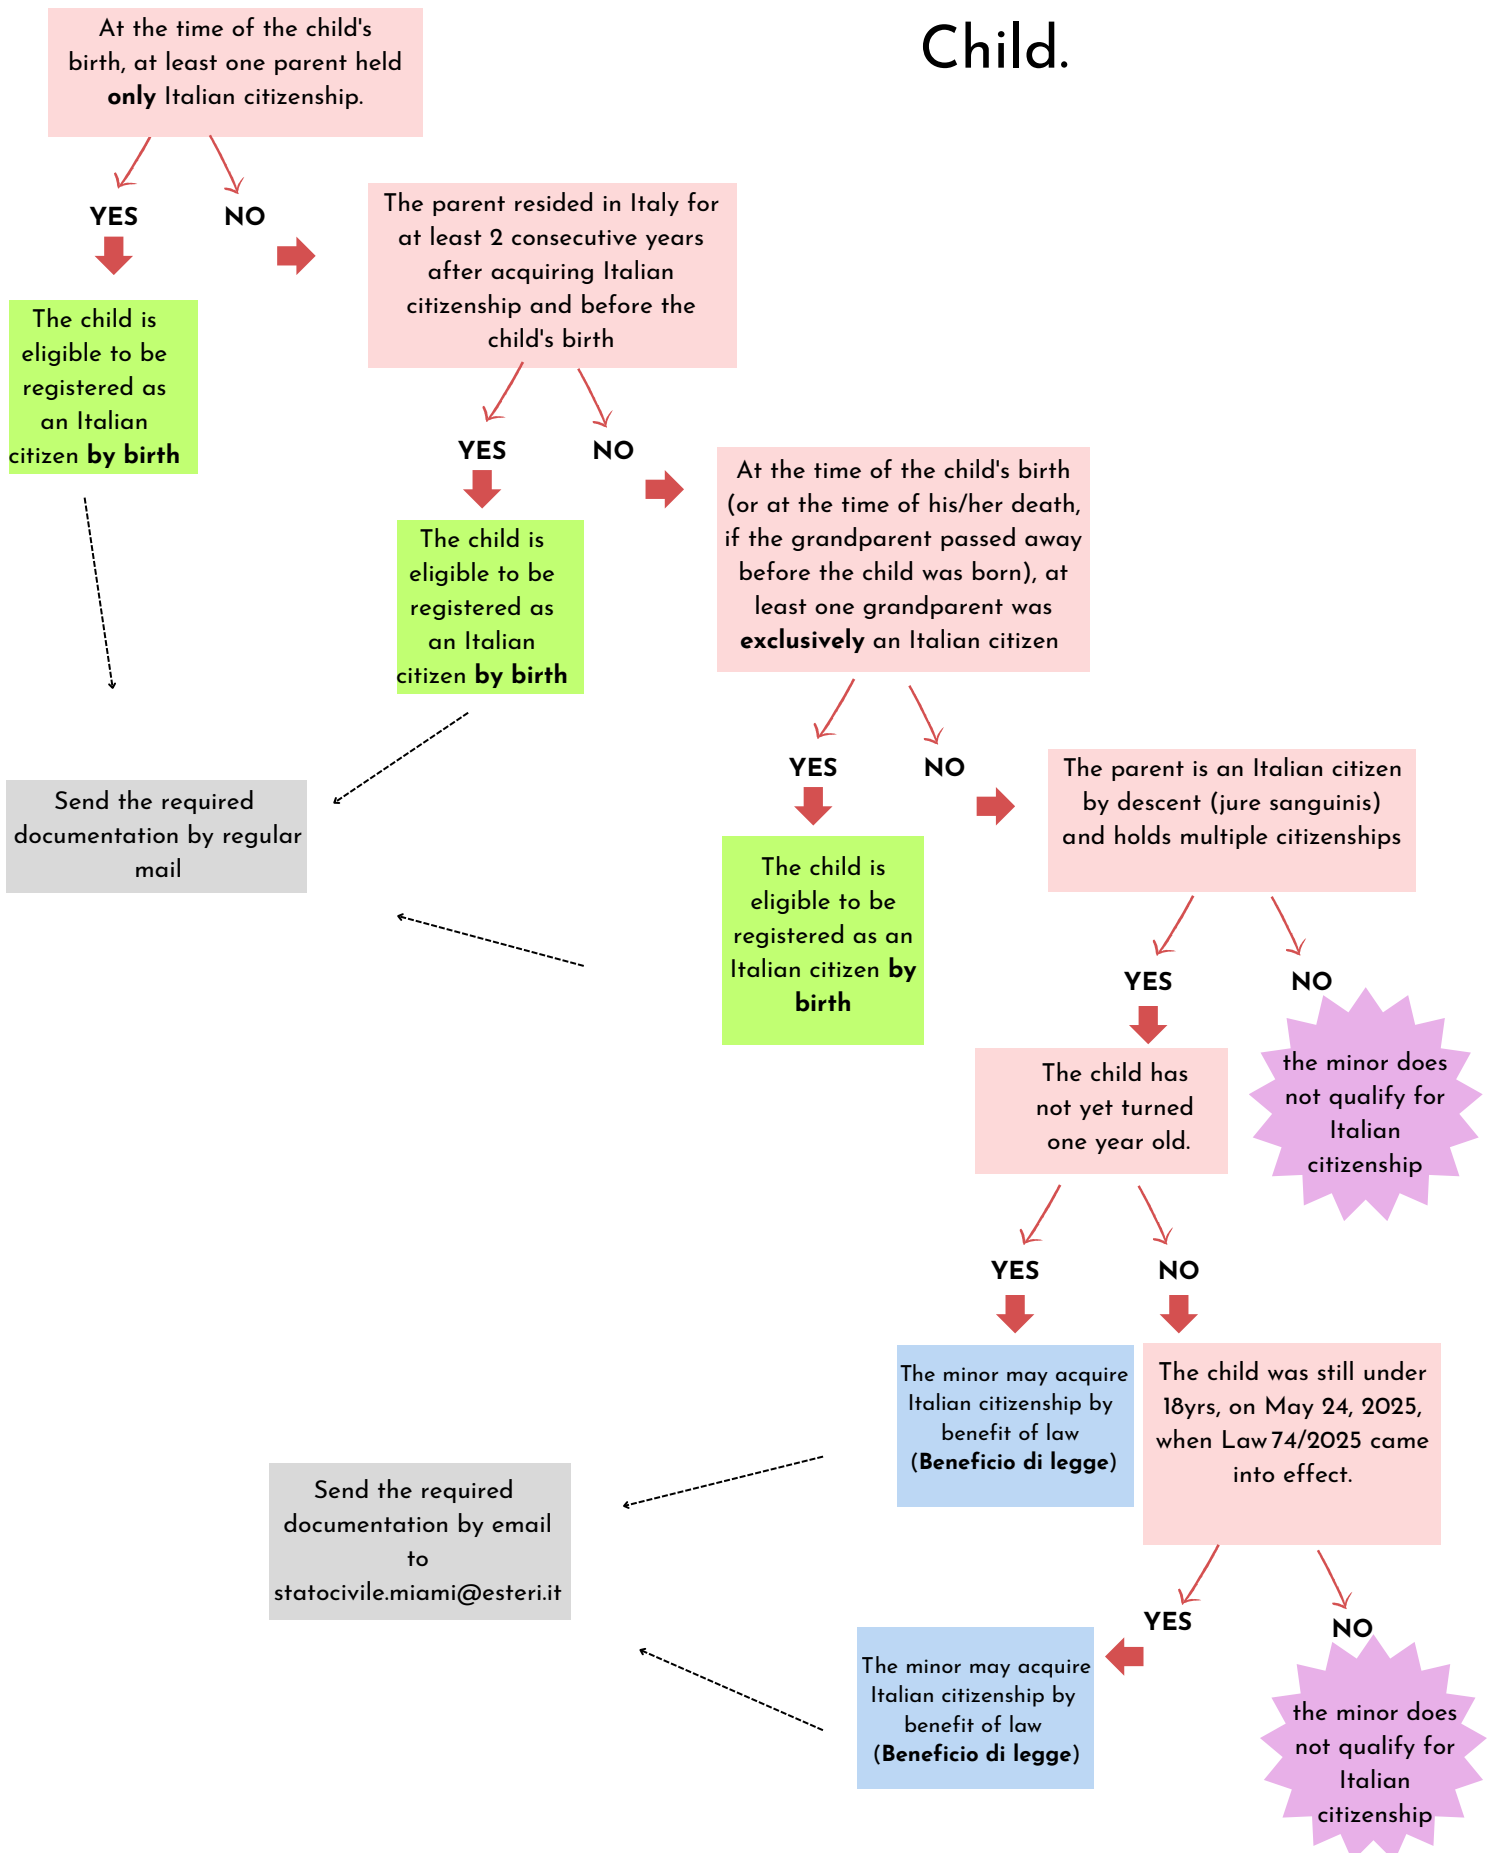 Child.
At the time of the child's
birth, at least one parent held
only Italian citizenship.
YES
NO
The child is
eligible to be
registered as
an Italian
citizen by birth
The parent resided in Italy for
at least 2 consecutive years
after acquiring Italian
citizenship and before the
child's birth
YES
NO
The child is
eligible to be
registered as
an Italian
citizen by birth
At the time of the child's birth
(or at the time of his/her death,
if the grandparent passed away
before the child was born), at
least one grandparent was
exclusively an Italian citizen
YES
NO
Send the required
documentation by regular
mail
The child is
eligible to be
registered as an
Italian citizen by
birth
The parent is an Italian citizen
by descent (jure sanguinis)
and holds multiple citizenships
YES
NO
The child has
not yet turned
one year old.
the minor does
not qualify for
Italian
citizenship
YES
NO
The minor may acquire
Italian citizenship by
benefit of law
(Beneficio di legge)
The child was still under
18yrs, on May 24, 2025,
when Law 74/2025 came
into effect.
Send the required
documentation by email
to
statocivile.miami@esteri.it
YES
NO
The minor may acquire
Italian citizenship by
benefit of law
(Beneficio di legge)
the minor does
not qualify for
Italian
citizenship